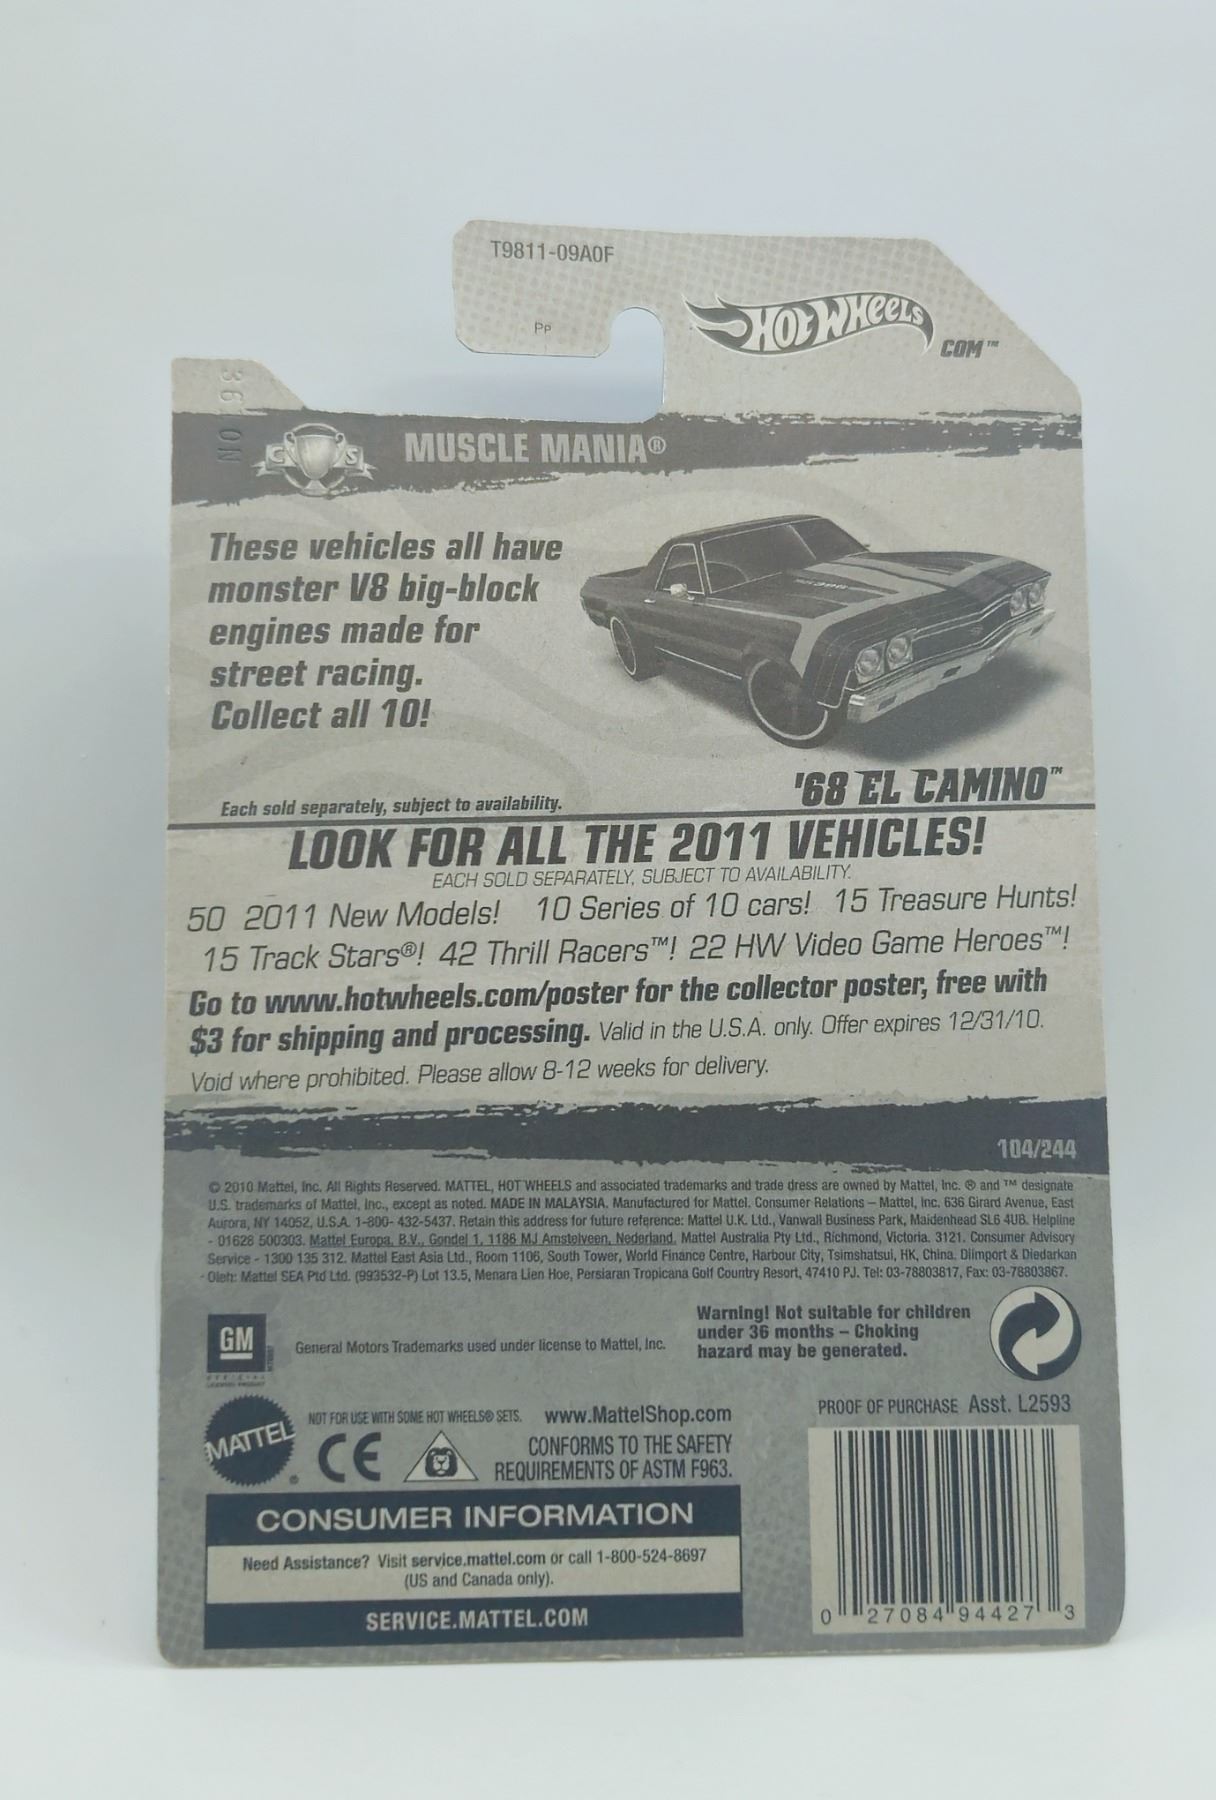 T9811-09A0F
Pp
HOT WHEELS
COM™
NO
C S
MUSCLE MANIA®
These vehicles all have
monster V8 big-block
engines made for
street racing.
Collect all 10!
Each sold separately, subject to availability.
'68 EL CAMINO™
LOOK FOR ALL THE 2011 VEHICLES!
EACH SOLD SEPARATELY, SUBJECT TO AVAILABILITY.
50 2011 New Models! 10 Series of 10 cars! 15 Treasure Hunts!
15 Track Stars®! 42 Thrill Racers™! 22 HW Video Game Heroes™!
Go to www.hotwheels.com/poster for the collector poster, free with
$3 for shipping and processing. Valid in the U.S.A. only. Offer expires 12/31/10.
Void where prohibited. Please allow 8-12 weeks for delivery.
104/244
© 2010 Mattel, Inc. All Rights Reserved. MATTEL, HOT WHEELS and associated trademarks and trade dress are owned by Mattel, Inc. ® and ™ designate
U.S. trademarks of Mattel, Inc., except as noted. MADE IN MALAYSIA. Manufactured for Mattel. Consumer Relations – Mattel, Inc. 636 Girard Avenue, East
Aurora, NY 14052, U.S.A. 1-800- 432-5437. Retain this address for future reference: Mattel U.K. Ltd., Vanwall Business Park, Maidenhead SL6 4UB. Helpline
- 01628 500303. Mattel Europa, B.V., Gondel 1, 1186 MJ Amstelveen, Nederland. Mattel Australia Pty Ltd., Richmond, Victoria. 3121. Consumer Advisory
Service - 1300 135 312. Mattel East Asia Ltd., Room 1106, South Tower, World Finance Centre, Harbour City, Tsimshatsui, HK, China. Diimport & Diedarkan
Oleh: Mattel SEA Ptd Ltd. (993532-P) Lot 13.5, Menara Lien Hoe, Persiaran Tropicana Golf Country Resort, 47410 PJ. Tel: 03-78803817, Fax: 03-78803867.
GM
OFFICIAL
LICENSED PRODUCT
General Motors Trademarks used under license to Mattel, Inc.
Warning! Not suitable for children
under 36 months – Choking
hazard may be generated.
PROOF OF PURCHASE Asst. L2593
MATTEL®
NOT FOR USE WITH SOME HOT WHEELS® SETS. www.MattelShop.com
CE
CONFORMS TO THE SAFETY
REQUIREMENTS OF ASTM F963.
CONSUMER INFORMATION
Need Assistance? Visit service.mattel.com or call 1-800-524-8697
(US and Canada only).
SERVICE.MATTEL.COM
0 27084 94427 3